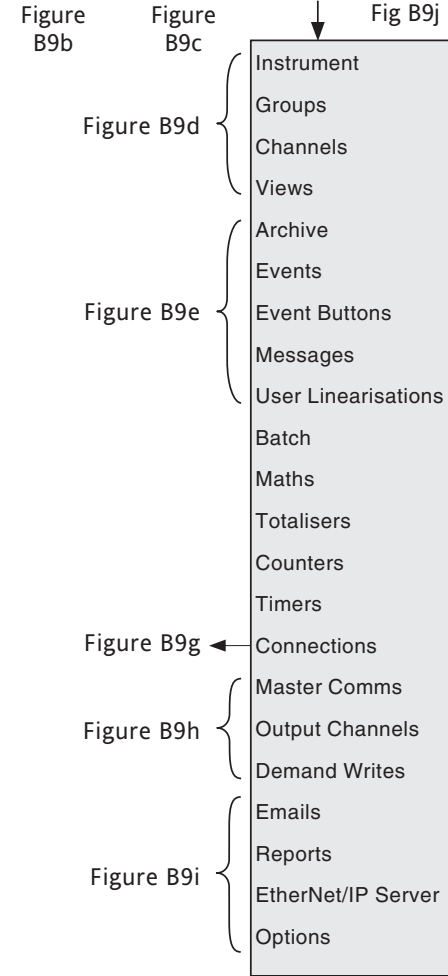 Figure
B9b
Figure
B9c
Fig B9j
Figure B9d
Instrument
Groups
Channels
Views
Figure B9e
Archive
Events
Event Buttons
Messages
User Linearisations
Batch
Maths
Totalisers
Counters
Timers
Figure B9g
Connections
Figure B9h
Master Comms
Output Channels
Demand Writes
Figure B9i
Emails
Reports
EtherNet/IP Server
Options